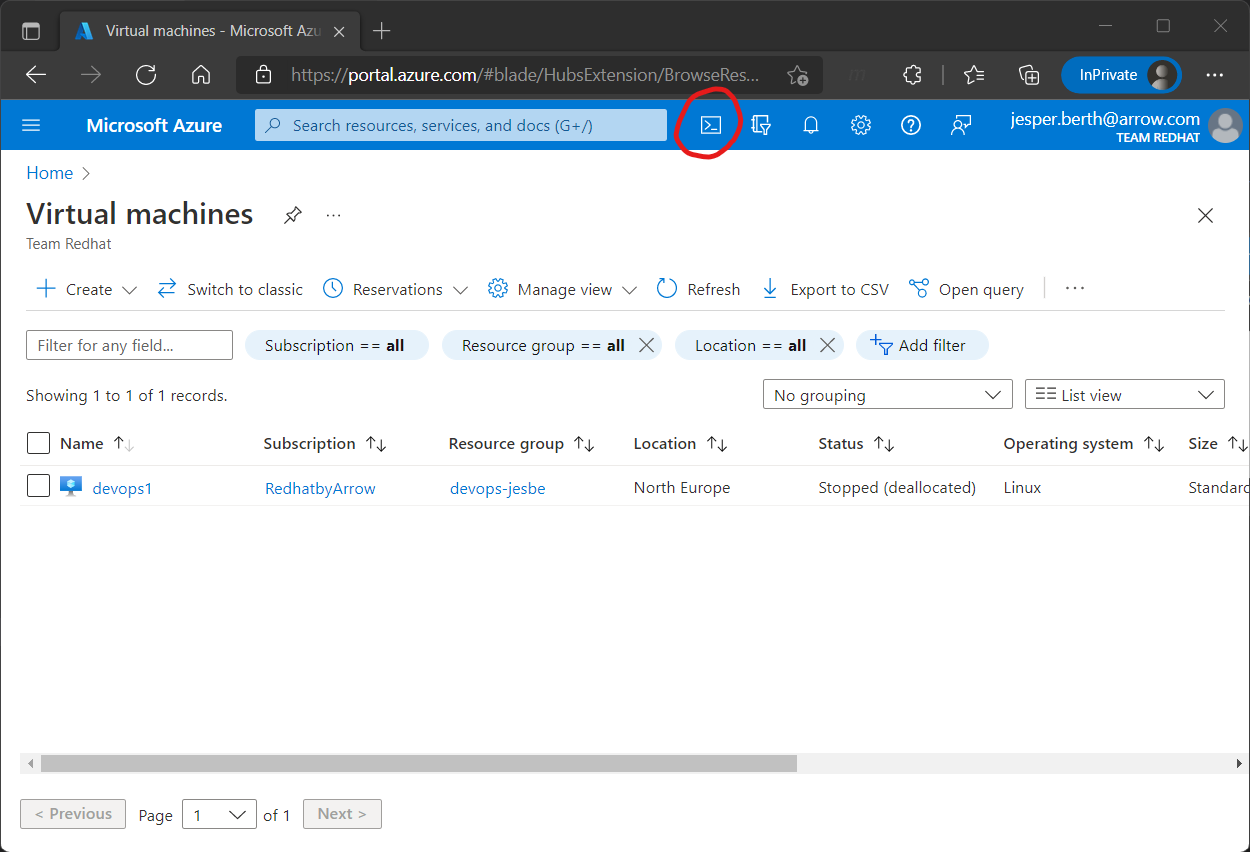 Virtual machines - Microsoft Azu
https://portal.azure.com/#blade/HubsExtension/BrowseRes...
InPrivate
Microsoft Azure
Search resources, services, and docs (G+/)
jesper.berth@arrow.com
TEAM REDHAT
Home
Virtual machines
Team Redhat
Create
Switch to classic
Reservations
Manage view
Refresh
Export to CSV
Open query
Filter for any field...
Subscription == all
Resource group == all
Location == all
Add filter
Showing 1 to 1 of 1 records.
No grouping
List view
Name Subscription Resource group Location Status Operating system Size
devops1 RedhatbyArrow devops-jesbe North Europe Stopped (deallocated) Linux Standard
< Previous Page 1 of 1 Next >